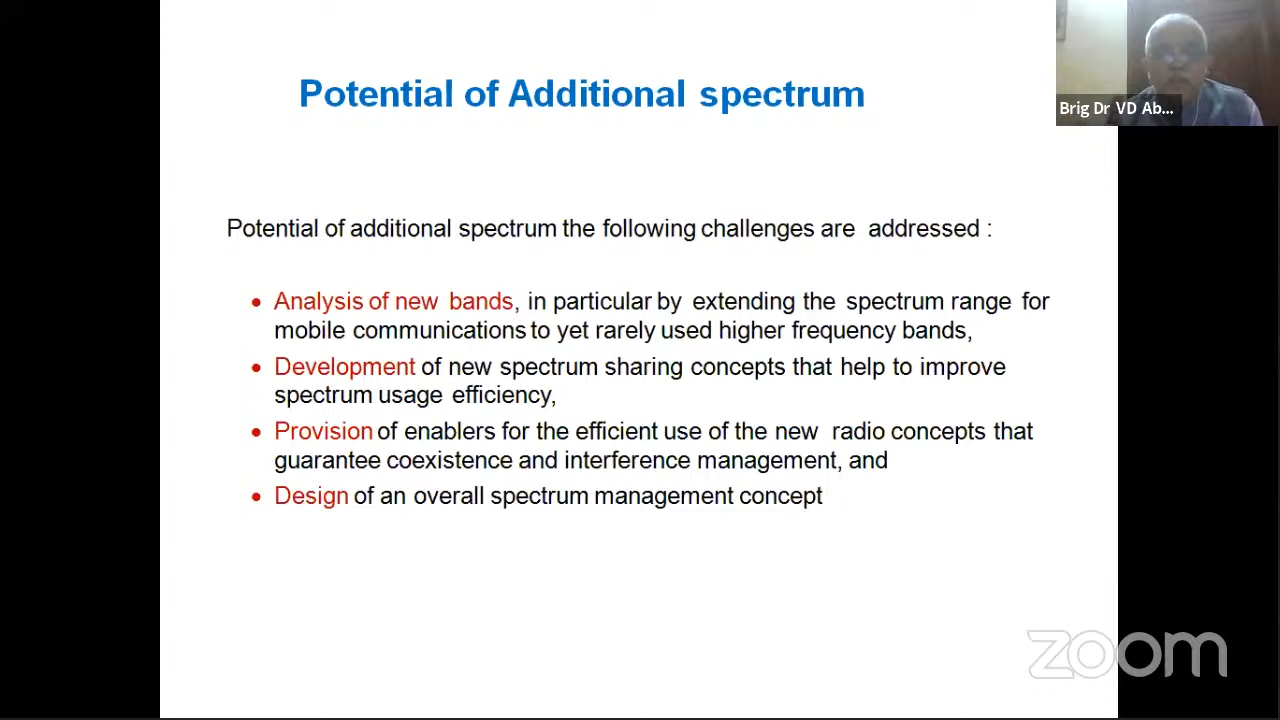 Potential of Additional spectrum
Brig Dr VD Ab...
Potential of additional spectrum the following challenges are addressed :
• Analysis of new bands, in particular by extending the spectrum range for
mobile communications to yet rarely used higher frequency bands,
• Development of new spectrum sharing concepts that help to improve
spectrum usage efficiency,
• Provision of enablers for the efficient use of the new radio concepts that
guarantee coexistence and interference management, and
• Design of an overall spectrum management concept
zoom